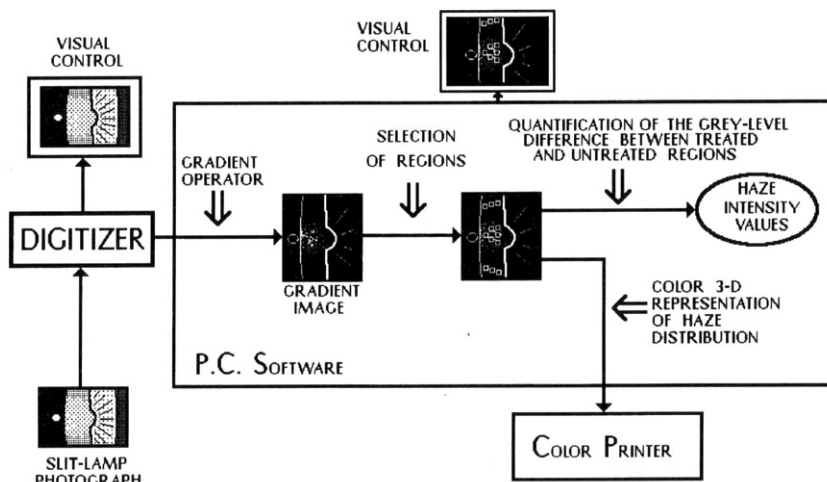 VISUAL
CONTROL
VISUAL
CONTROL
QUANTIFICATION OF THE GREY-LEVEL
DIFFERENCE BETWEEN TREATED
AND UNTREATED REGIONS
SELECTION
OF REGIONS
GRADIENT
OPERATOR
HAZE
INTENSITY
VALUES
DIGITIZER
GRADIENT
IMAGE
COLOR 3-D
REPRESENTATION
OF HAZE
DISTRIBUTION
P.C. SOFTWARE
COLOR PRINTER
SLIT-LAMP
PHOTOGRAPH